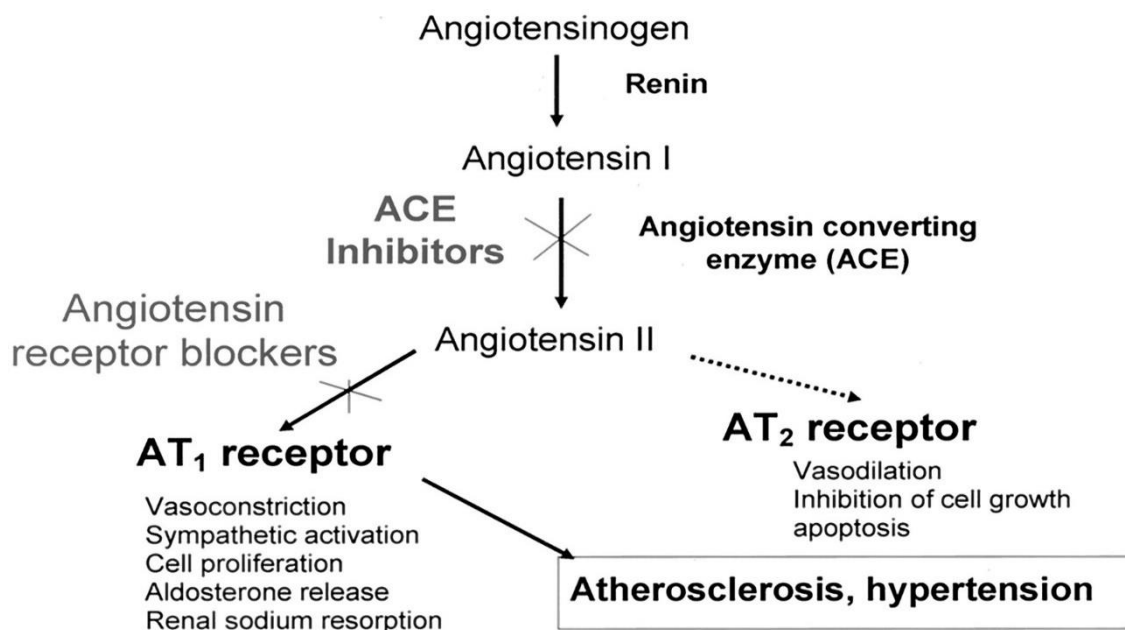 Angiotensinogen
Renin
Angiotensin I
ACE
Inhibitors
Angiotensin converting
enzyme (ACE)
Angiotensin
receptor blockers
Angiotensin II
AT₁ receptor
Vasoconstriction
Sympathetic activation
Cell proliferation
Aldosterone release
Renal sodium resorption
AT₂ receptor
Vasodilation
Inhibition of cell growth
apoptosis
Atherosclerosis, hypertension